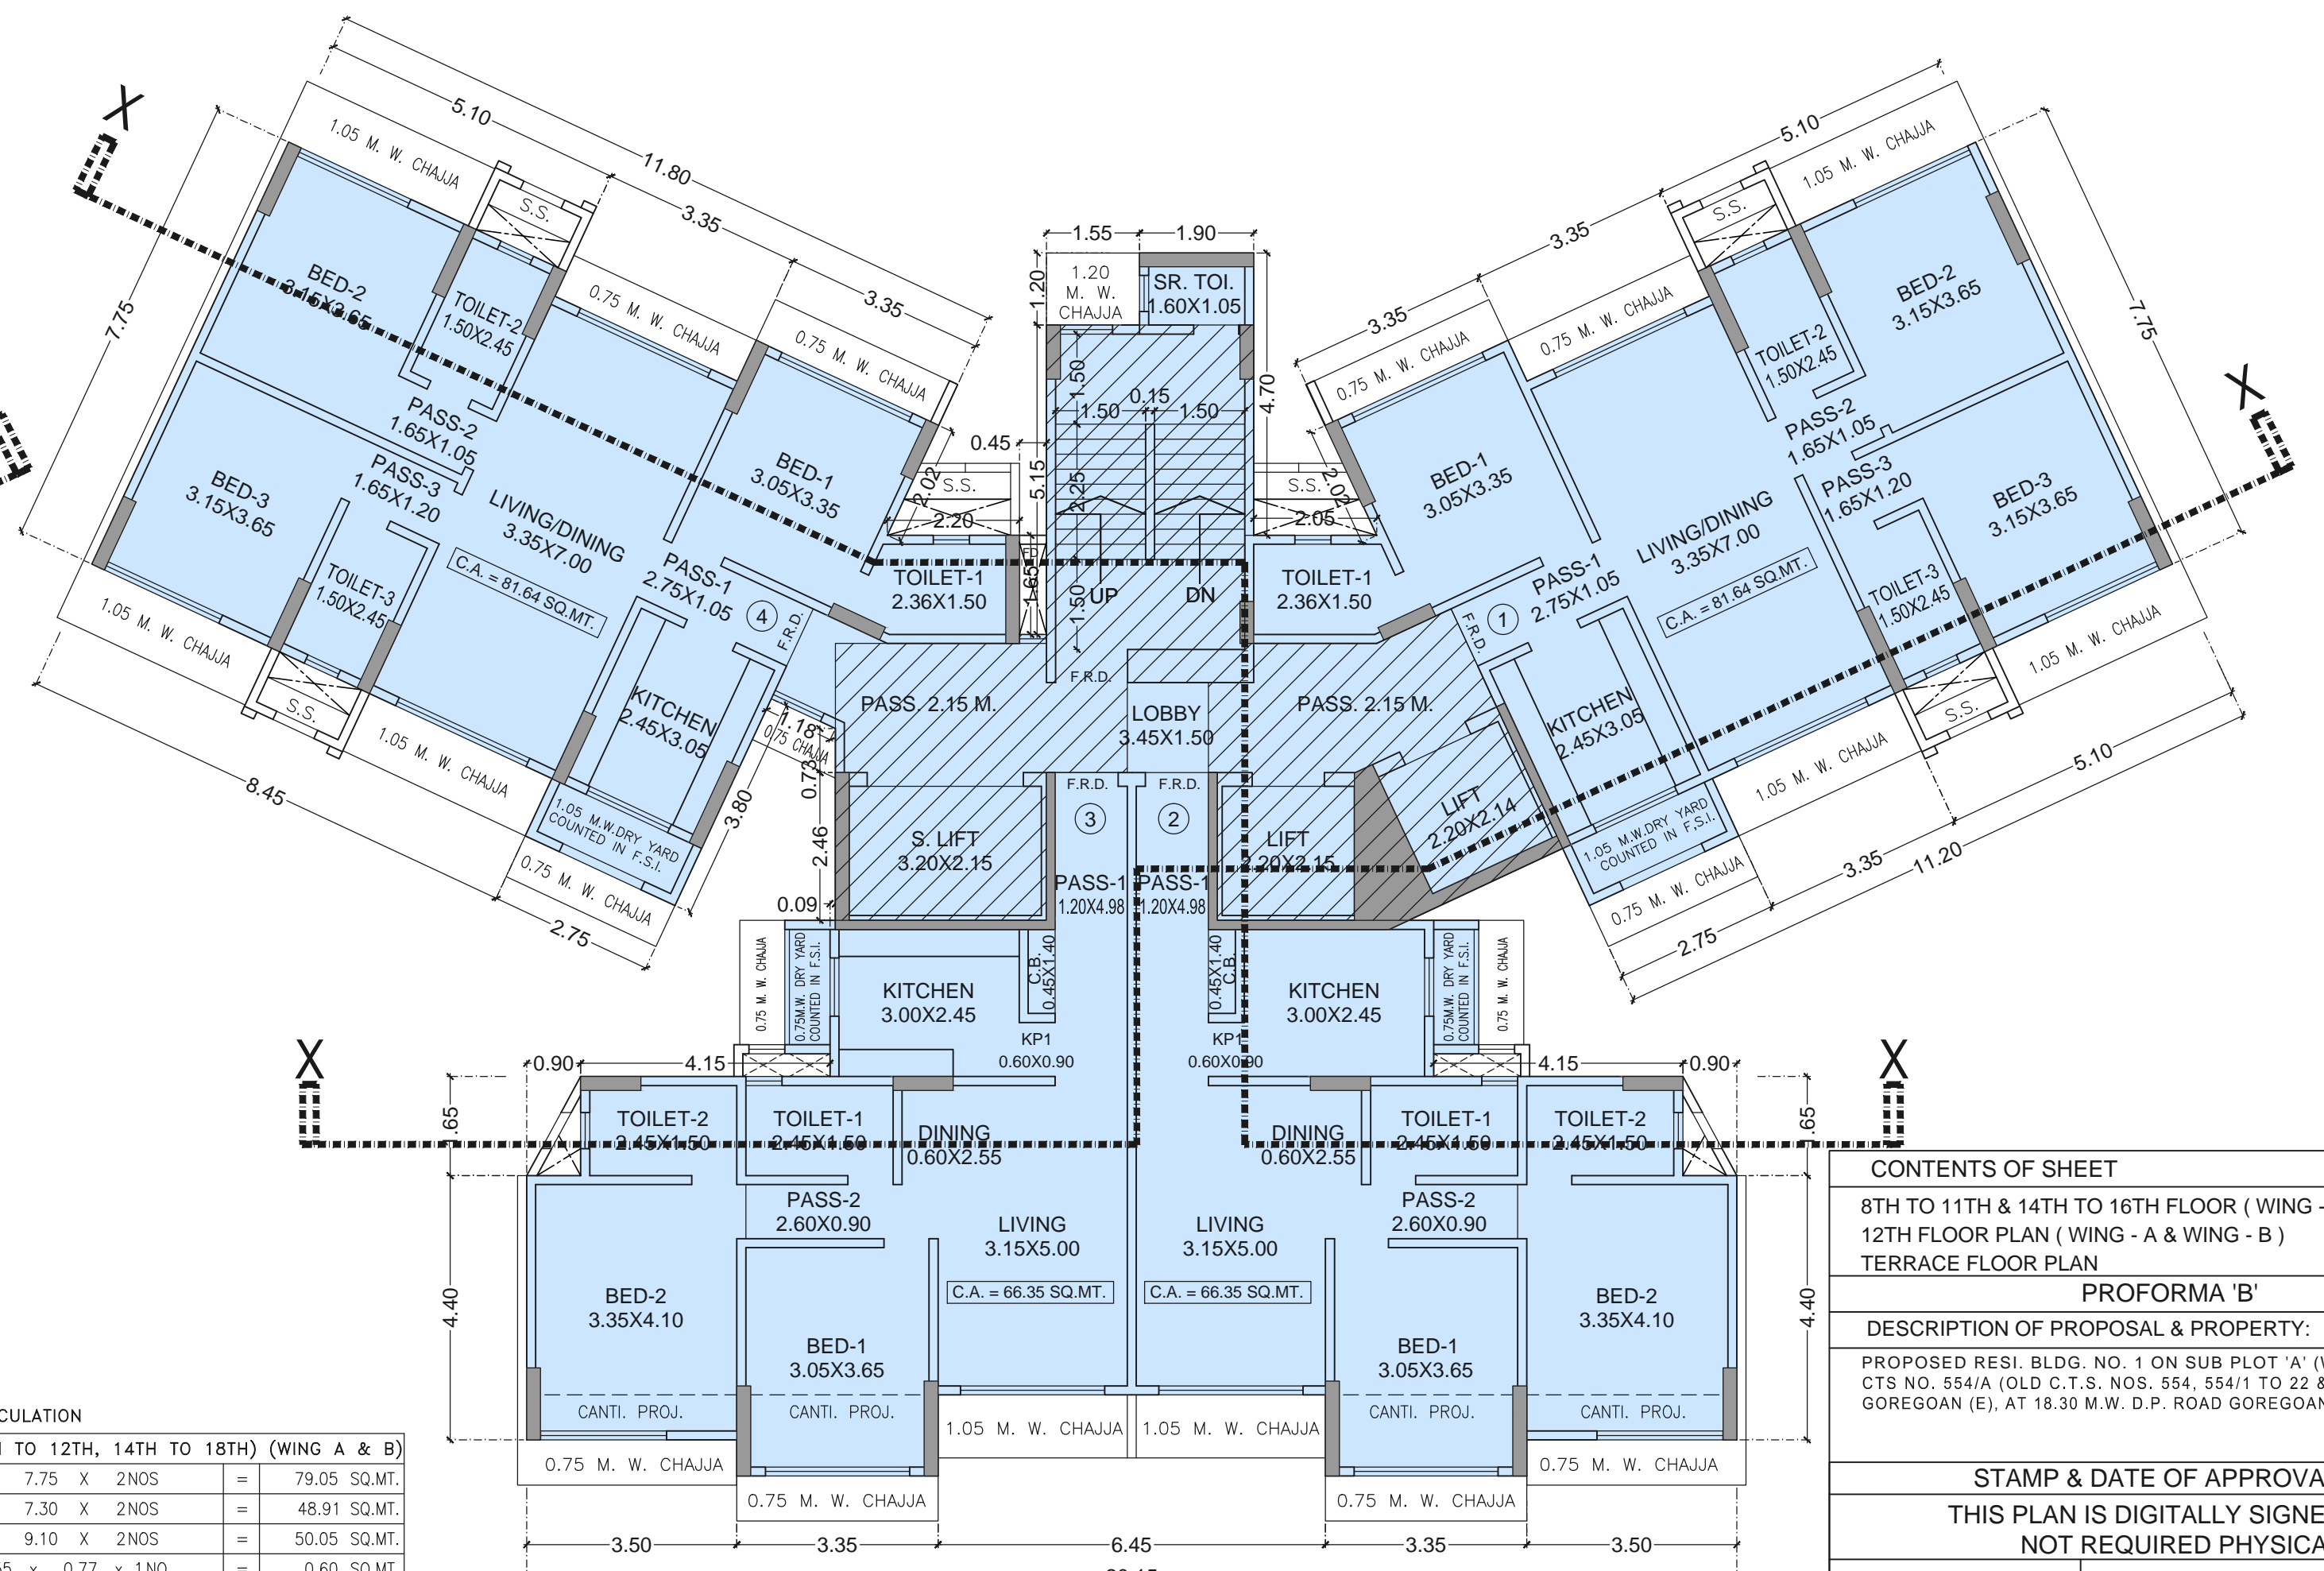 X
5.10
11.80
3.35
3.35
7.75
1.05 M. W. CHAJJA
S.S.
0.75 M. W. CHAJJA
0.75 M. W. CHAJJA
BED-2
3.15X3.65
TOILET-2
1.50X2.45
PASS-2
1.65X1.05
PASS-3
1.65X1.20
BED-3
3.15X3.65
TOILET-3
1.50X2.45
LIVING/DINING
3.35X7.00
C.A. = 81.64 SQ.MT.
BED-1
3.05X3.35
PASS-1
2.75X1.05
4
F.R.D.
KITCHEN
2.45X3.05
1.05 M. W. CHAJJA
S.S.
1.05 M. W. CHAJJA
1.05 M.W.DRY YARD
COUNTED IN F.S.I.
0.75 M. W. CHAJJA
8.45
2.75
3.80
1.18
0.75 CHAJJA
0.73
2.46
0.09
2.02
S.S.
2.20
0.45
5.15
TOILET-1
2.36X1.50
FD
1.65
1.55
1.90
1.20
1.20
M. W.
CHAJJA
SR. TOI.
1.60X1.05
4.70
1.50
1.50
0.15
1.50
2.25
1.50
UP
DN
F.R.D.
PASS. 2.15 M.
LOBBY
3.45X1.50
PASS. 2.15 M.
S.S.
2.05
2.02
TOILET-1
2.36X1.50
5.10
3.35
3.35
7.75
X
1.05 M. W. CHAJJA
S.S.
0.75 M. W. CHAJJA
0.75 M. W. CHAJJA
BED-2
3.15X3.65
TOILET-2
1.50X2.45
PASS-2
1.65X1.05
PASS-3
1.65X1.20
BED-3
3.15X3.65
TOILET-3
1.50X2.45
LIVING/DINING
3.35X7.00
C.A. = 81.64 SQ.MT.
BED-1
3.05X3.35
PASS-1
2.75X1.05
1
F.R.D.
KITCHEN
2.45X3.05
1.05 M. W. CHAJJA
S.S.
1.05 M. W. CHAJJA
1.05 M.W.DRY YARD
COUNTED IN F.S.I.
0.75 M. W. CHAJJA
5.10
3.35
11.20
2.75
S. LIFT
3.20X2.15
F.R.D.
3
F.R.D.
2
LIFT
2.20X2.15
LIFT
2.20X2.14
PASS-1
1.20X4.98
PASS-1
1.20X4.98
0.75 M. W. CHAJJA
0.75M.W. DRY YARD
COUNTED IN F.S.I.
KITCHEN
3.00X2.45
C.B.
0.45X1.40
0.45X1.40
C.B.
KITCHEN
3.00X2.45
0.75M.W. DRY YARD
COUNTED IN F.S.I.
0.75 M. W. CHAJJA
KP1
0.60X0.90
KP1
0.60X0.90
X
X
0.90
4.15
4.15
0.90
1.65
1.65
TOILET-2
2.45X1.50
TOILET-1
2.45X1.50
DINING
0.60X2.55
DINING
0.60X2.55
TOILET-1
2.45X1.50
TOILET-2
2.45X1.50
PASS-2
2.60X0.90
LIVING
3.15X5.00
LIVING
3.15X5.00
PASS-2
2.60X0.90
C.A. = 66.35 SQ.MT.
C.A. = 66.35 SQ.MT.
4.40
4.40
BED-2
3.35X4.10
BED-1
3.05X3.65
BED-1
3.05X3.65
BED-2
3.35X4.10
CANTI. PROJ.
CANTI. PROJ.
CANTI. PROJ.
CANTI. PROJ.
1.05 M. W. CHAJJA
1.05 M. W. CHAJJA
0.75 M. W. CHAJJA
0.75 M. W. CHAJJA
0.75 M. W. CHAJJA
0.75 M. W. CHAJJA
3.50
3.35
6.45
3.35
3.50
CULATION
TO 12TH, 14TH TO 18TH) (WING A & B)
7.75 X 2NOS = 79.05 SQ.MT.
7.30 X 2NOS = 48.91 SQ.MT.
9.10 X 2NOS = 50.05 SQ.MT.
x 0.77 x 1NO = 0.60 SQ.MT.
CONTENTS OF SHEET
8TH TO 11TH & 14TH TO 16TH FLOOR ( WING -
12TH FLOOR PLAN ( WING - A & WING - B )
TERRACE FLOOR PLAN
PROFORMA 'B'
DESCRIPTION OF PROPOSAL & PROPERTY:
PROPOSED RESI. BLDG. NO. 1 ON SUB PLOT 'A' (
CTS NO. 554/A (OLD C.T.S. NOS. 554, 554/1 TO 22 &
GOREGOAN (E), AT 18.30 M.W. D.P. ROAD GOREGOAN
STAMP & DATE OF APPROVA
THIS PLAN IS DIGITALLY SIGNE
NOT REQUIRED PHYSICA